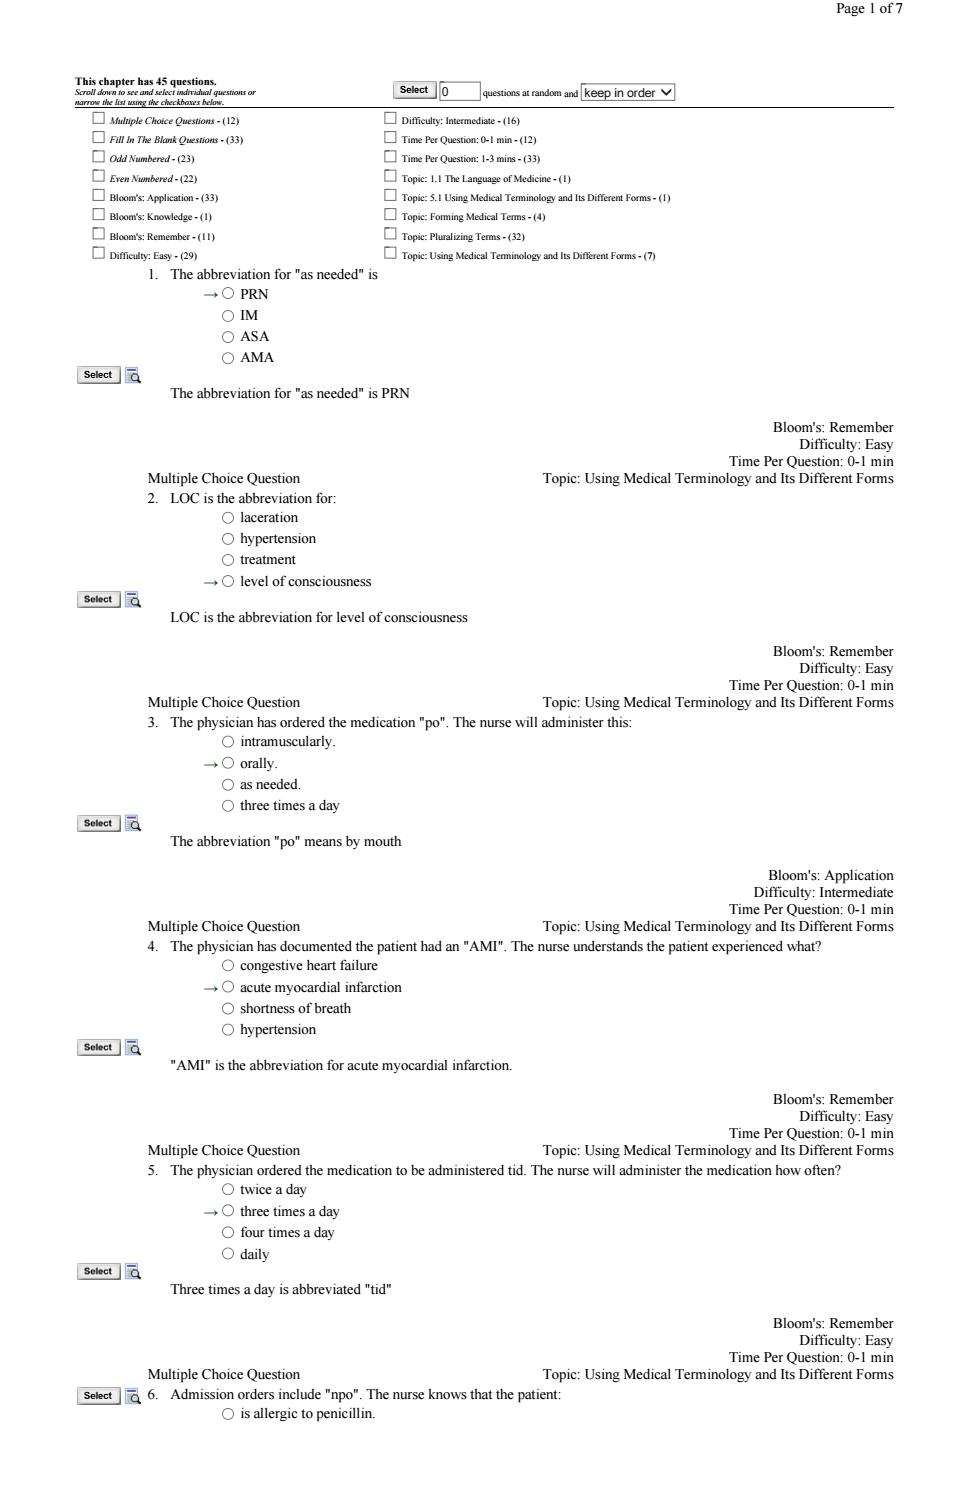 Page 1 of 7
This chapter has 45 questions.
Scroll down to see and select individual questions or
narrow the list using the checkboxes below.
Select 0 questions at random and keep in order
Multiple Choice Questions - (12)
Fill In The Blank Questions - (33)
Odd Numbered - (23)
Even Numbered - (22)
Bloom's: Application - (33)
Bloom's: Knowledge - (1)
Bloom's: Remember - (11)
Difficulty: Easy - (29)
Difficulty: Intermediate - (16)
Time Per Question: 0-1 min - (12)
Time Per Question: 1-3 mins - (33)
Topic: 1.1 The Language of Medicine - (1)
Topic: 5.1 Using Medical Terminology and Its Different Forms - (1)
Topic: Forming Medical Terms - (4)
Topic: Pluralizing Terms - (32)
Topic: Using Medical Terminology and Its Different Forms - (7)
1. The abbreviation for "as needed" is
→ PRN
IM
ASA
AMA
Select
The abbreviation for "as needed" is PRN
Bloom's: Remember
Difficulty: Easy
Time Per Question: 0-1 min
Multiple Choice Question Topic: Using Medical Terminology and Its Different Forms
2. LOC is the abbreviation for:
laceration
hypertension
treatment
→ level of consciousness
Select
LOC is the abbreviation for level of consciousness
Bloom's: Remember
Difficulty: Easy
Time Per Question: 0-1 min
Multiple Choice Question Topic: Using Medical Terminology and Its Different Forms
3. The physician has ordered the medication "po". The nurse will administer this:
intramuscularly.
→ orally.
as needed.
three times a day
Select
The abbreviation "po" means by mouth
Bloom's: Application
Difficulty: Intermediate
Time Per Question: 0-1 min
Multiple Choice Question Topic: Using Medical Terminology and Its Different Forms
4. The physician has documented the patient had an "AMI". The nurse understands the patient experienced what?
congestive heart failure
→ acute myocardial infarction
shortness of breath
hypertension
Select
"AMI" is the abbreviation for acute myocardial infarction.
Bloom's: Remember
Difficulty: Easy
Time Per Question: 0-1 min
Multiple Choice Question Topic: Using Medical Terminology and Its Different Forms
5. The physician ordered the medication to be administered tid. The nurse will administer the medication how often?
twice a day
→ three times a day
four times a day
daily
Select
Three times a day is abbreviated "tid"
Bloom's: Remember
Difficulty: Easy
Time Per Question: 0-1 min
Multiple Choice Question Topic: Using Medical Terminology and Its Different Forms
Select 6. Admission orders include "npo". The nurse knows that the patient:
is allergic to penicillin.